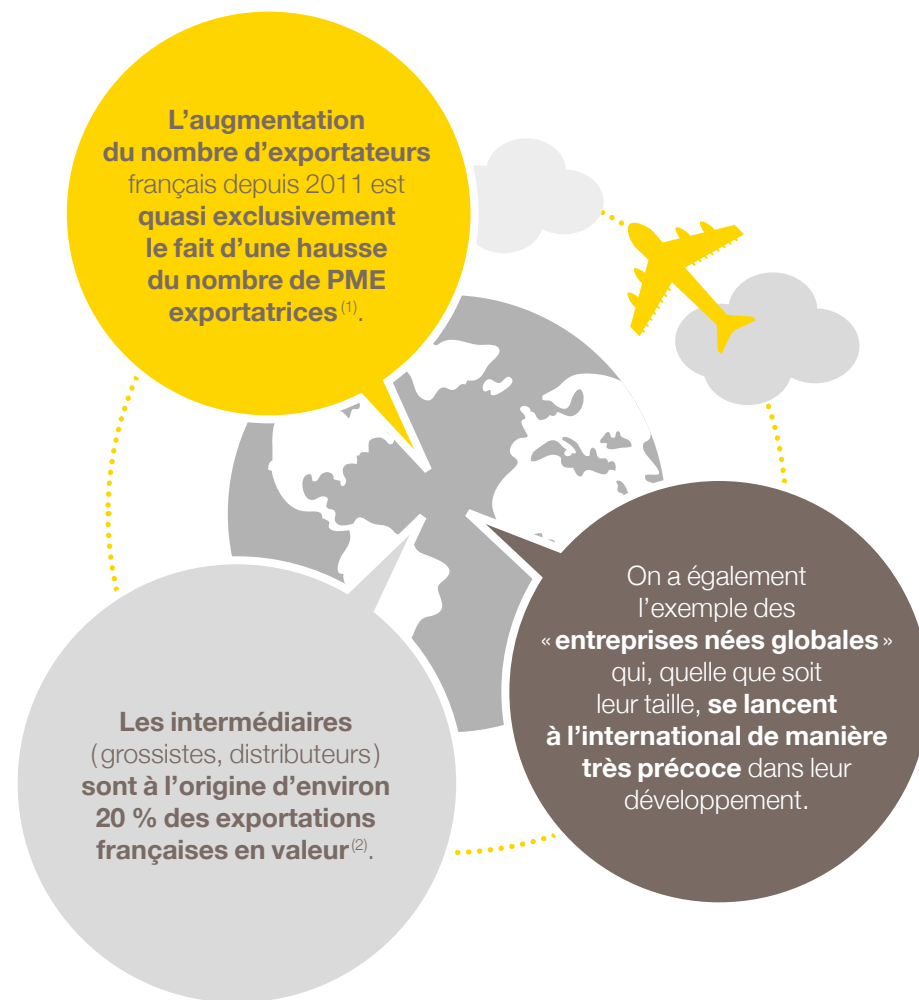 L’augmentation
du nombre d’exportateurs
français depuis 2011 est
quasi exclusivement
le fait d’une hausse
du nombre de PME
exportatrices (1).
On a également
l’exemple des
« entreprises nées globales »
qui, quelle que soit
leur taille, se lancent
à l’international de manière
très précoce dans leur
développement.
Les intermédiaires
(grossistes, distributeurs)
sont à l’origine d’environ
20 % des exportations
françaises en valeur (2).